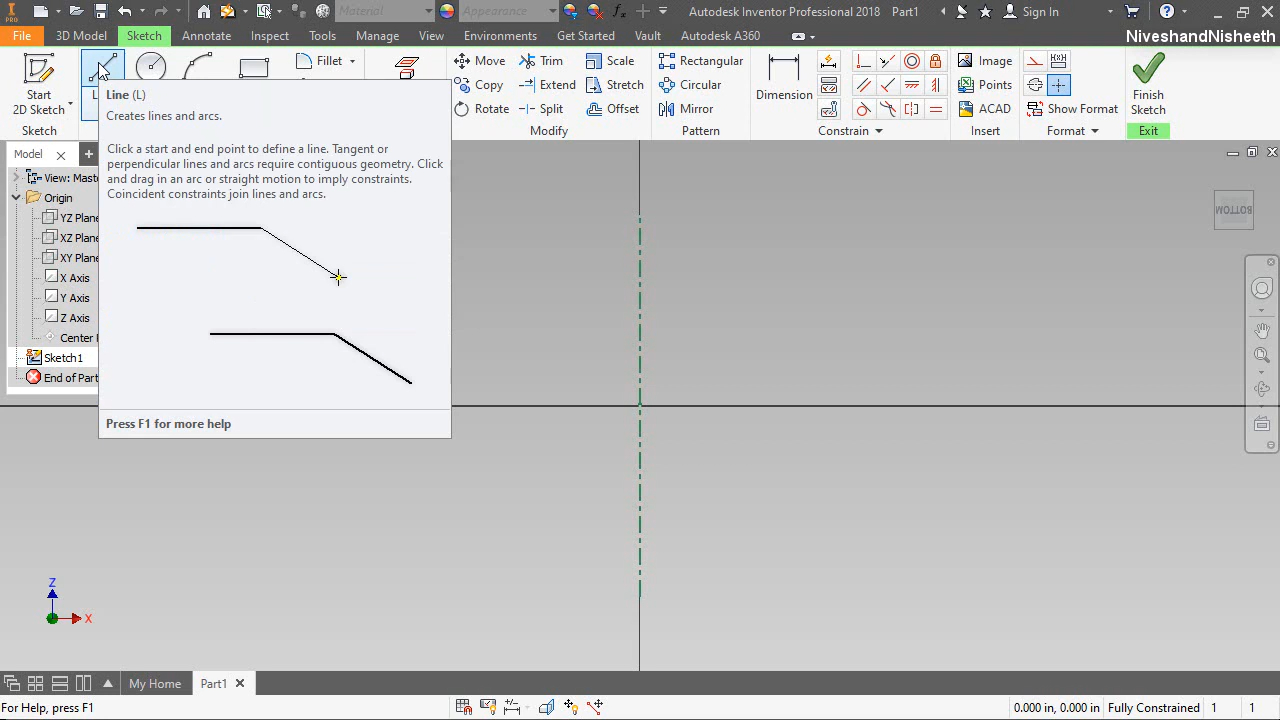 PRO
Material
Appearance
fx
Autodesk Inventor Professional 2018 Part1
Sign In
File
3D Model
Sketch
Annotate
Inspect
Tools
Manage
View
Environments
Get Started
Vault
Autodesk A360
NiveshandNisheeth
Start
2D Sketch
Sketch
Fillet
Move
Copy
Rotate
Trim
Extend
Split
Scale
Stretch
Offset
Modify
Rectangular
Circular
Mirror
Pattern
Dimension
Constrain
Image
Points
ACAD
Insert
Show Format
Format
Finish
Sketch
Exit
Line (L)
Creates lines and arcs.
Click a start and end point to define a line. Tangent or
perpendicular lines and arcs require contiguous geometry. Click
and drag in an arc or straight motion to imply constraints.
Coincident constraints join lines and arcs.
Press F1 for more help
Model
View: Maste
Origin
YZ Plane
XZ Plane
XY Plane
X Axis
Y Axis
Z Axis
Center
Sketch1
End of Part
BOTTOM
Z
X
My Home
Part1
For Help, press F1
0.000 in, 0.000 in
Fully Constrained
1
1